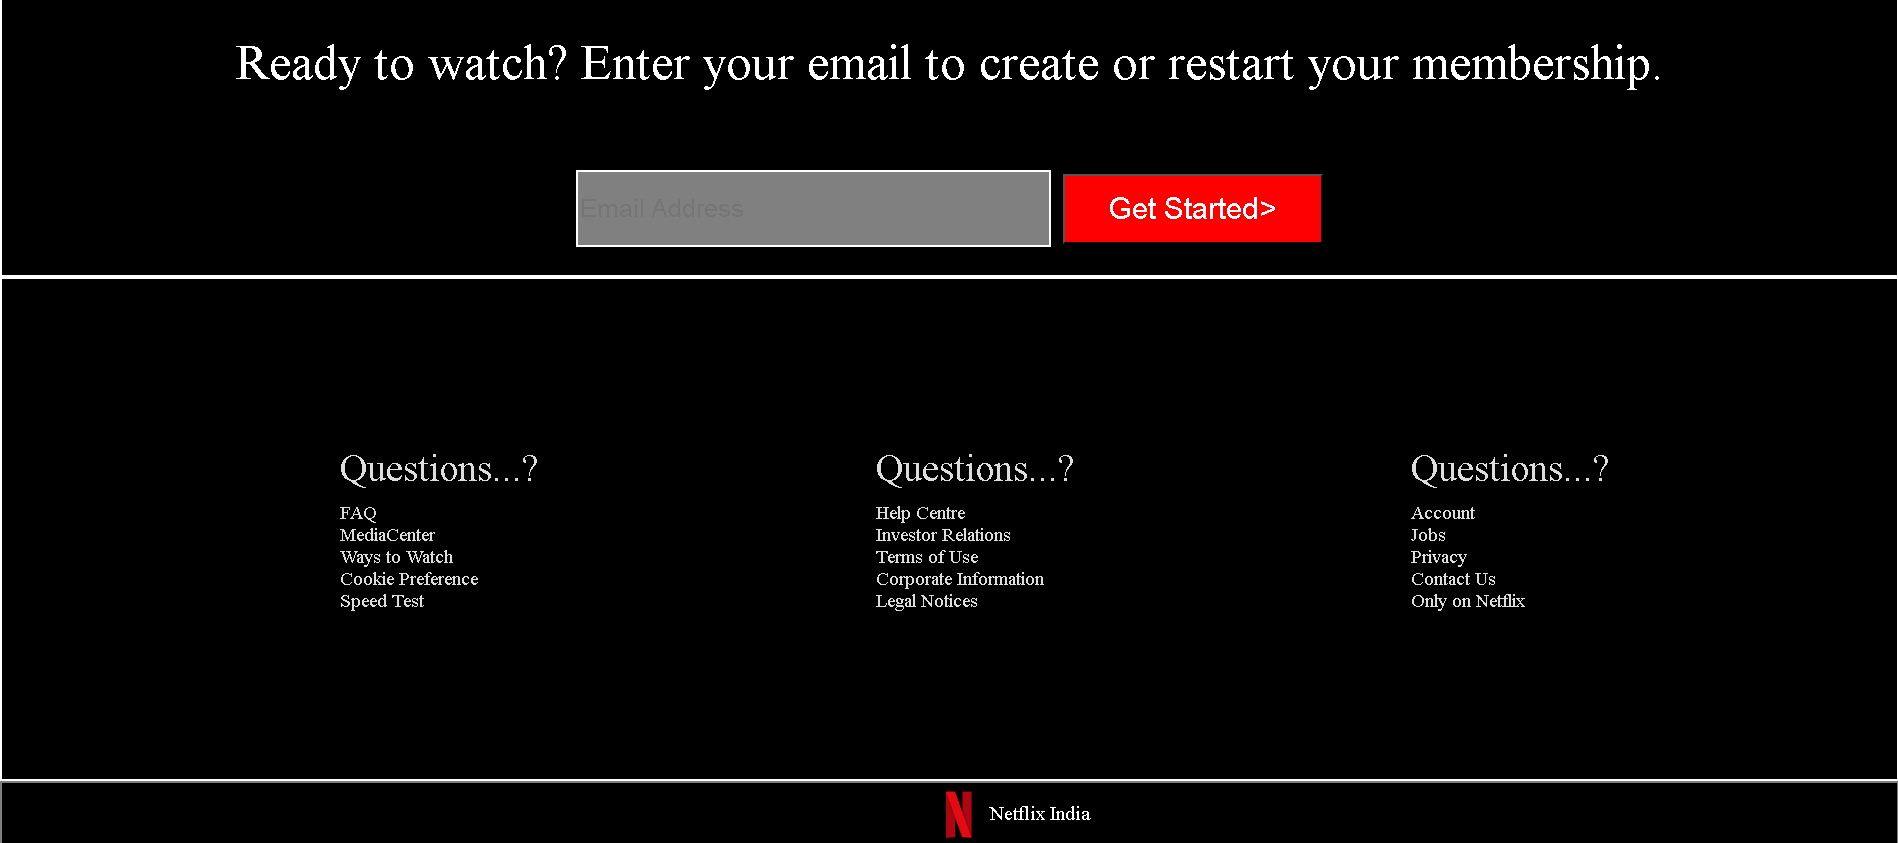 Ready to watch? Enter your email to create or restart your membership.
Email Address
Get Started>
Questions...?
FAQ
MediaCenter
Ways to Watch
Cookie Preference
Speed Test
Questions...?
Help Centre
Investor Relations
Terms of Use
Corporate Information
Legal Notices
Questions...?
Account
Jobs
Privacy
Contact Us
Only on Netflix
N
Netflix India